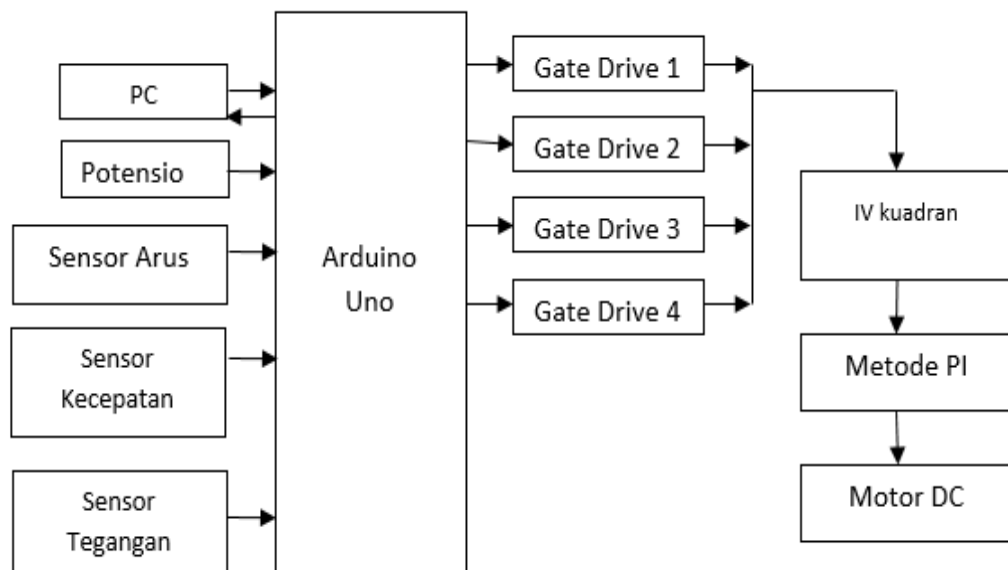 PC
Potensio
Sensor Arus
Sensor
Kecepatan
Sensor
Tegangan
Arduino
Uno
Gate Drive 1
Gate Drive 2
Gate Drive 3
Gate Drive 4
IV kuadran
Metode PI
Motor DC